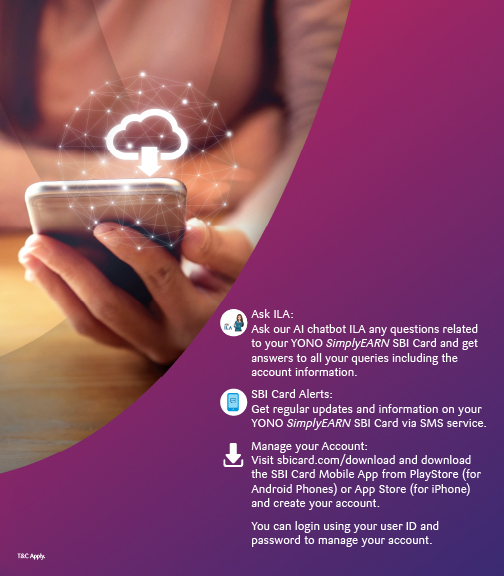 Ask ILA:
Ask our AI chatbot ILA any questions related
to your YONO SimplyEARN SBI Card and get
answers to all your queries including the
account information.
SBI Card Alerts:
Get regular updates and information on your
YONO SimplyEARN SBI Card via SMS service.
Manage your Account:
Visit sbicard.com/download and download
the SBI Card Mobile App from PlayStore (for
Android Phones) or App Store (for iPhone)
and create your account.
You can login using your user ID and
password to manage your account.
T&C Apply.